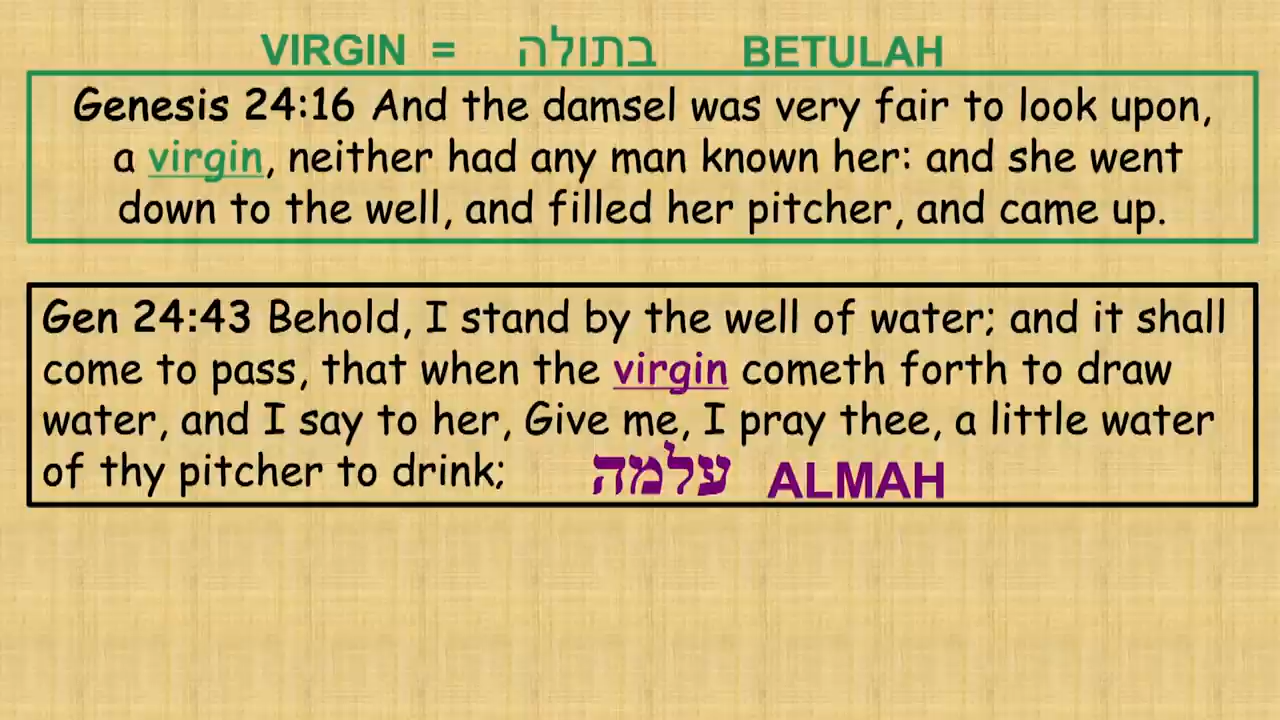 VIRGIN = בתולה BETULAH
Genesis 24:16 And the damsel was very fair to look upon,
a virgin, neither had any man known her: and she went
down to the well, and filled her pitcher, and came up.
Gen 24:43 Behold, I stand by the well of water; and it shall
come to pass, that when the virgin cometh forth to draw
water, and I say to her, Give me, I pray thee, a little water
of thy pitcher to drink; עלמה ALMAH